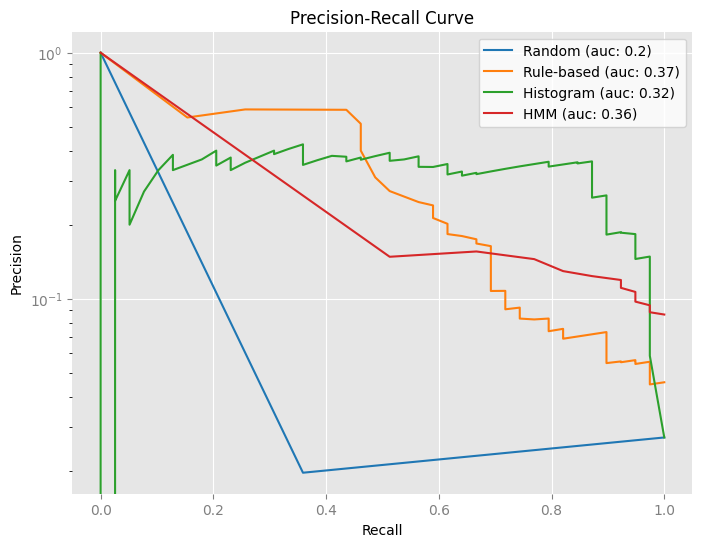 Precision-Recall Curve
Random (auc: 0.2)
Rule-based (auc: 0.37)
Histogram (auc: 0.32)
HMM (auc: 0.36)
10⁰
10⁻¹
Precision
0.0 0.2 0.4 0.6 0.8 1.0
Recall